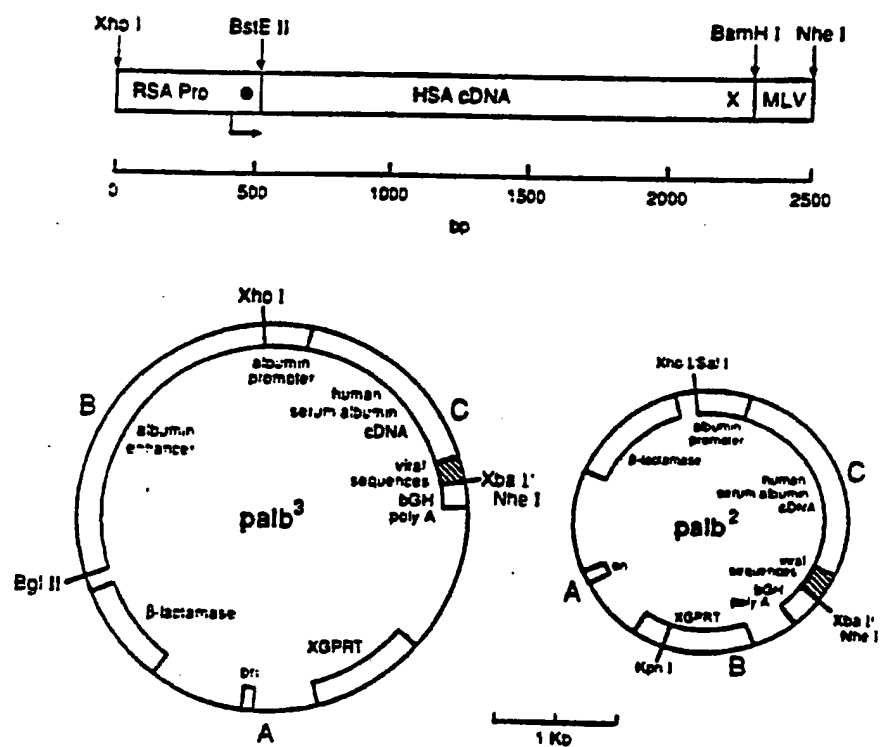 Xho I BstE II BamH I Nhe I
RSA Pro HSA cDNA X MLV
0 500 1000 1500 2000 2500
bp
Xho I
albumin
promoter
B
albumin
enhancer
human
serum albumin
cDNA
C
viral
sequences
Xba I'
Nhe I
bGH
poly A
palb³
Bgl II
β-lactamase
ori
XGPRT
A
Xho I/Sal I
albumin
promoter
β-lactamase
C
human
serum albumin
cDNA
palb²
ori
A
viral
sequences
bGH
poly A
XGPRT
Xba I'
Nhe I
Kpn I
B
1 Kb